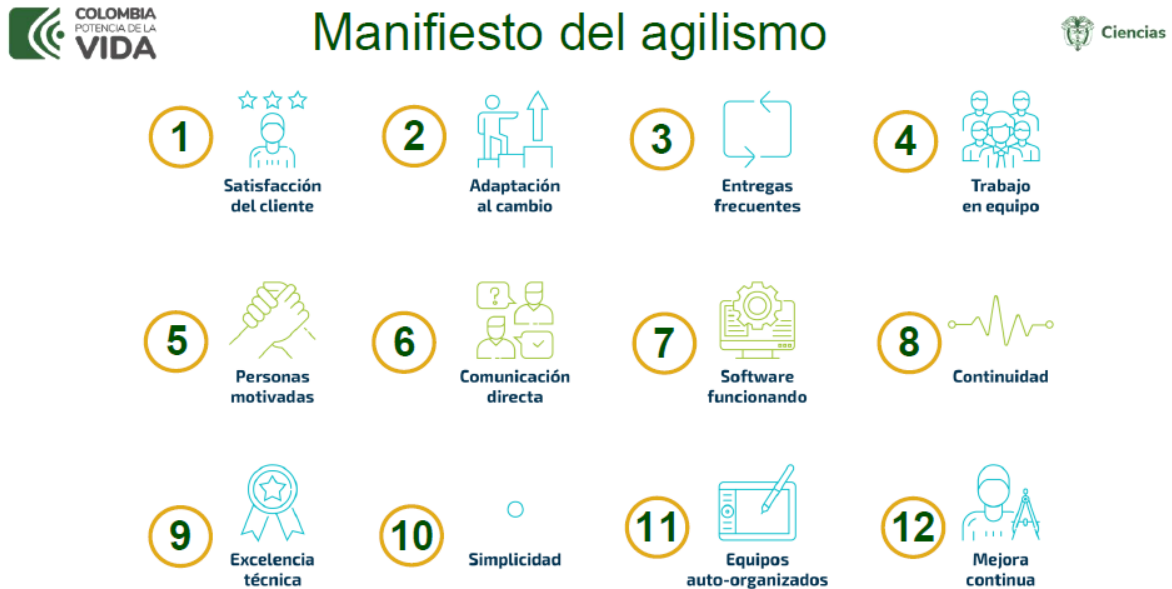 COLOMBIA
POTENCIA DE LA
VIDA
Manifiesto del agilismo
Ciencias
1
Satisfacción
del cliente
2
Adaptación
al cambio
3
Entregas
frecuentes
4
Trabajo
en equipo
5
Personas
motivadas
6
?
Comunicación
directa
7
Software
funcionando
8
Continuidad
9
Excelencia
técnica
10
Simplicidad
11
Equipos
auto-organizados
12
Mejora
continua